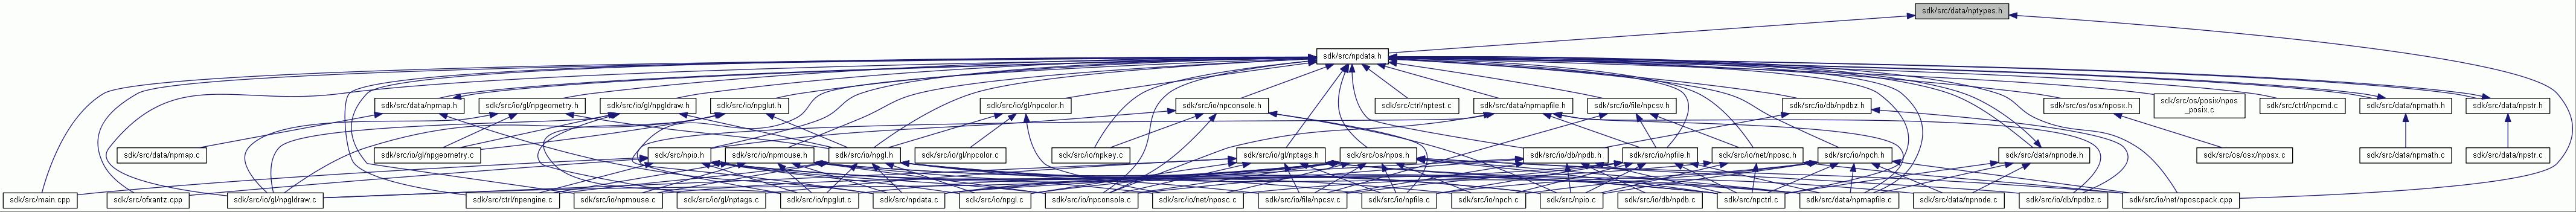 sdk/src/data/nptypes.h
sdk/src/npdata.h
sdk/src/data/npmap.h
sdk/src/io/gl/npgeometry.h
sdk/src/io/gl/npgldraw.h
sdk/src/io/npglut.h
sdk/src/io/gl/npcolor.h
sdk/src/io/npconsole.h
sdk/src/ctrl/nptest.c
sdk/src/data/npmapfile.h
sdk/src/io/file/npcsv.h
sdk/src/io/db/npdbz.h
sdk/src/os/osx/nposx.h
sdk/src/os/posix/npos
_posix.c
sdk/src/ctrl/npcmd.c
sdk/src/data/npmath.h
sdk/src/data/npstr.h
sdk/src/data/npmap.c
sdk/src/io/gl/npgeometry.c
sdk/src/npio.h
sdk/src/io/npmouse.h
sdk/src/io/npgl.h
sdk/src/io/gl/npcolor.c
sdk/src/io/npkey.c
sdk/src/io/gl/nptags.h
sdk/src/os/npos.h
sdk/src/io/db/npdb.h
sdk/src/io/npfile.h
sdk/src/io/net/nposc.h
sdk/src/io/npch.h
sdk/src/data/npnode.h
sdk/src/os/osx/nposx.c
sdk/src/data/npmath.c
sdk/src/data/npstr.c
sdk/src/main.cpp
sdk/src/ofxantz.cpp
sdk/src/io/gl/npgldraw.c
sdk/src/ctrl/npengine.c
sdk/src/io/npmouse.c
sdk/src/io/gl/nptags.c
sdk/src/io/npglut.c
sdk/src/npdata.c
sdk/src/io/npgl.c
sdk/src/io/npconsole.c
sdk/src/io/net/nposc.c
sdk/src/io/file/npcsv.c
sdk/src/io/npfile.c
sdk/src/io/npch.c
sdk/src/npio.c
sdk/src/io/db/npdb.c
sdk/src/npctrl.c
sdk/src/data/npmapfile.c
sdk/src/data/npnode.c
sdk/src/io/db/npdbz.c
sdk/src/io/net/nposcpack.cpp